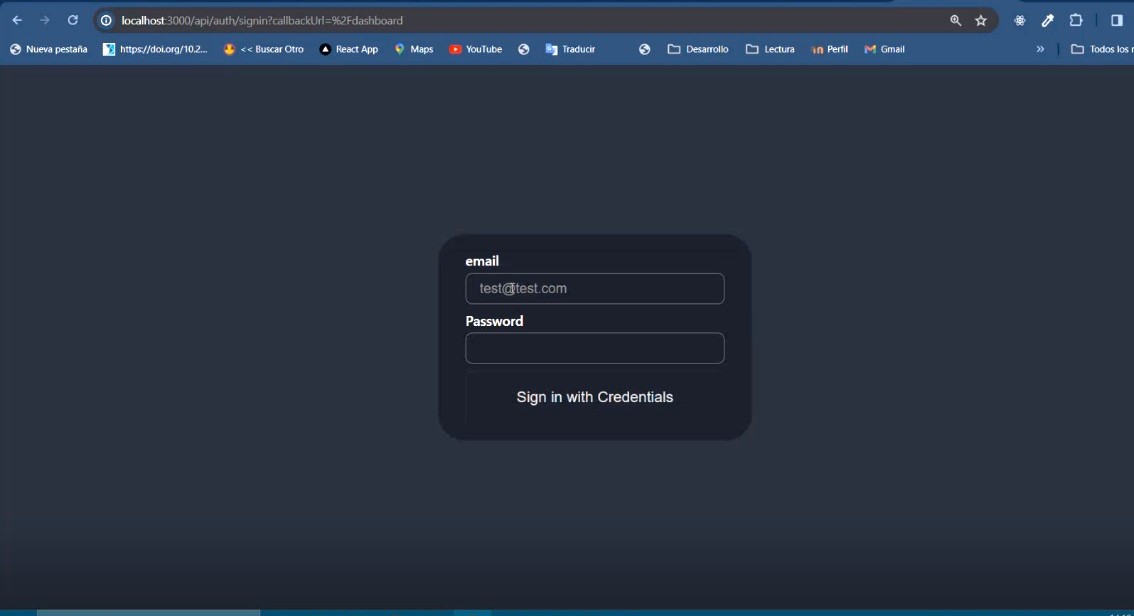 localhost:3000/api/auth/signin?callbackUrl=%2Fdashboard
Nueva pestaña https://doi.org/10.2... << Buscar Otro React App Maps YouTube Traducir Desarrollo Lectura Perfil Gmail » Todos los
email
test@test.com
Password
Sign in with Credentials